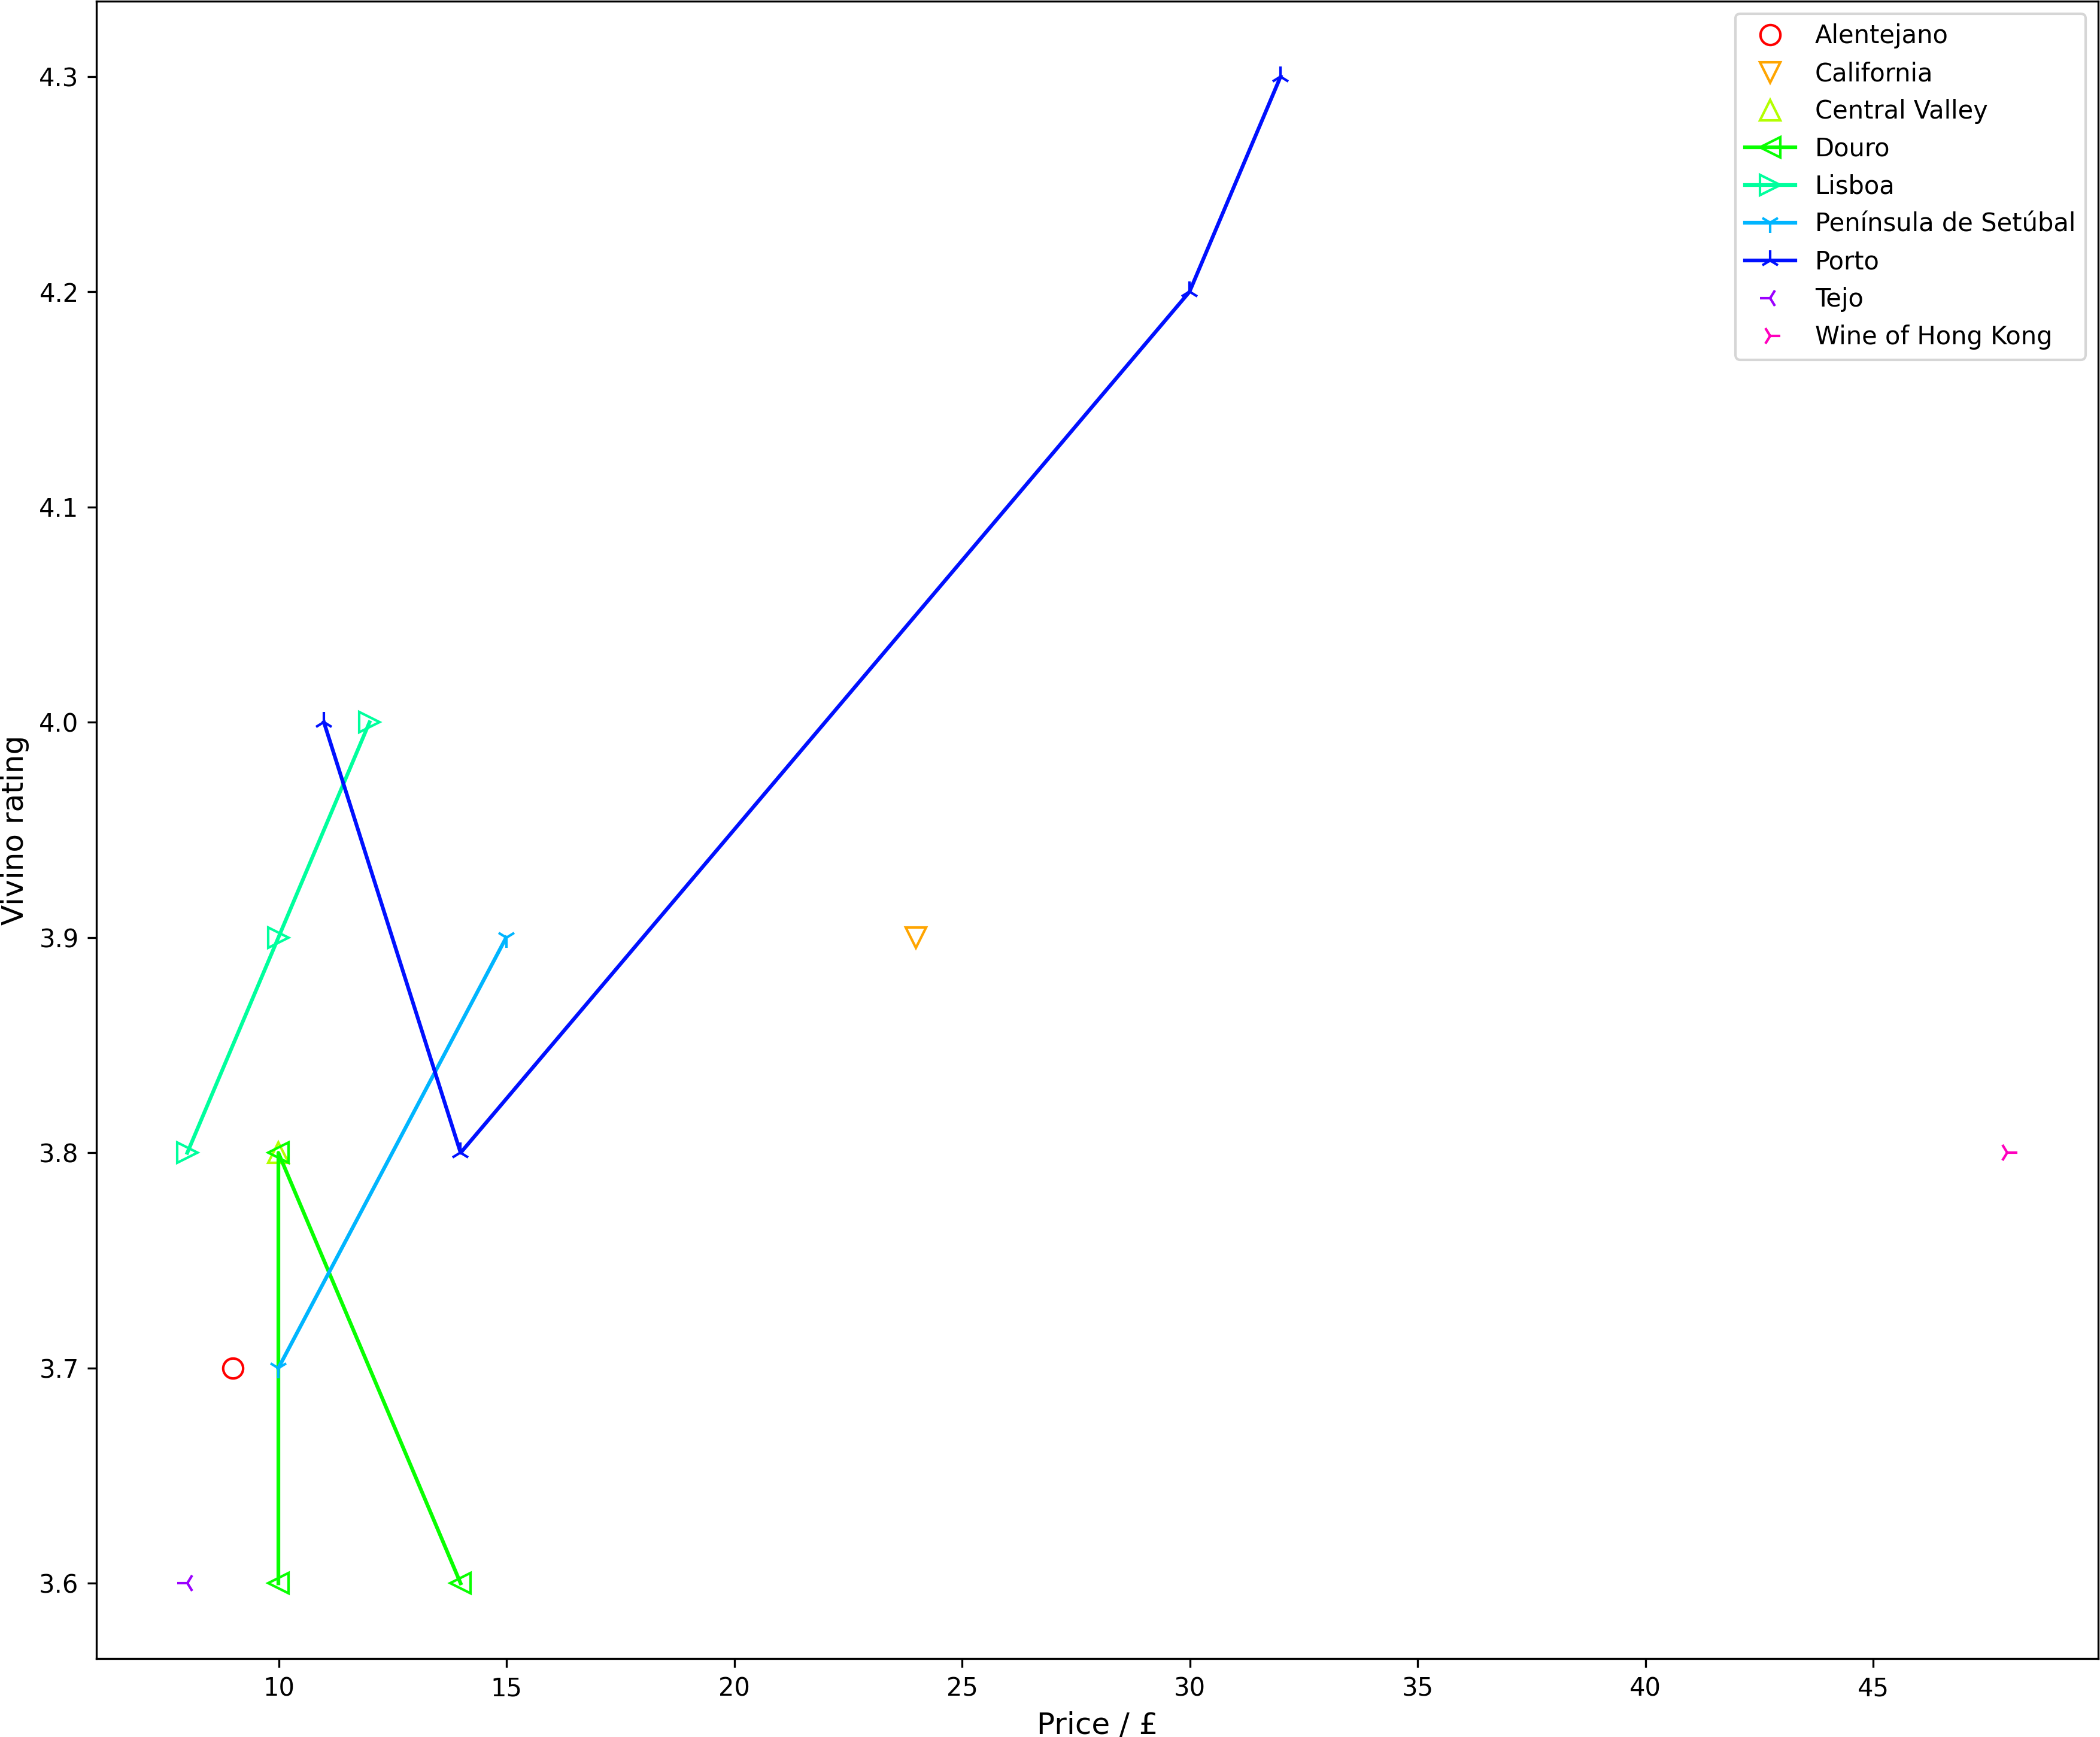 4.3
4.2
4.1
4.0
3.9
3.8
3.7
3.6
Vivino rating
10 15 20 25 30 35 40 45
Price / £
Alentejano
California
Central Valley
Douro
Lisboa
Península de Setúbal
Porto
Tejo
Wine of Hong Kong